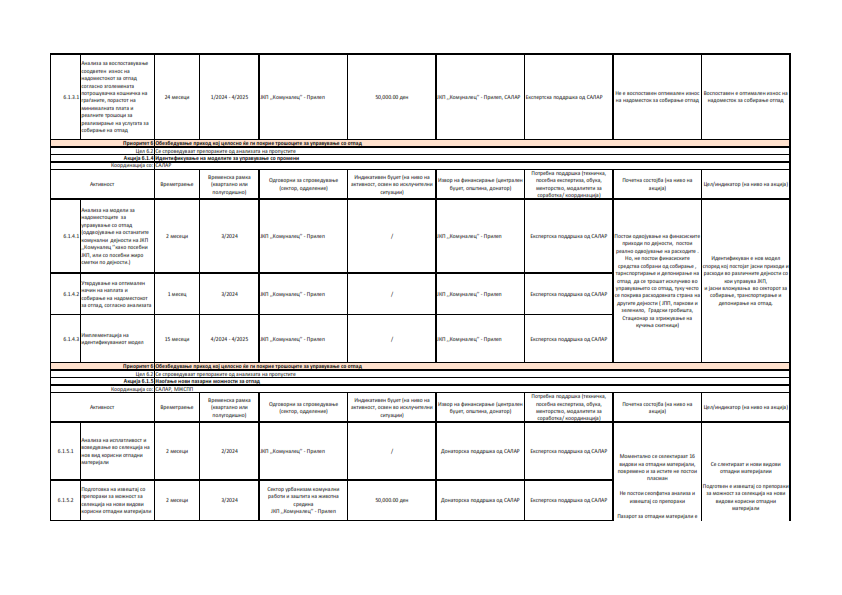 Анализа за воспоставување
соодветен износ на
надоместокот за отпад
согласно зголемената
потрошувачка кошничка на
граѓаните, порастот на
минималната плата и
реалните трошоци за
реализирање на услугата за
собирање на отпад
6.1.3.1
24 месеци
1/2024 - 4/2025
ЈКП „Комуналец" - Прилеп
50,000.00 ден
ЈКП „Комуналец" - Прилеп, САЛАР
Експертска поддршка од САЛАР
Не е воспоставен оптимален износ
на надоместок за собирање отпад
Воспоставен е оптимален износ на
надоместок за собирање отпад
Приоритет 6 Обезбедување приход кој целосно ќе ги покрие трошоците за управување со отпад
Цел 6.2 Се спроведуваат препораките од анализата на пропустите
Акција 6.1.4 Идентификување на моделите за управување со промени
Координација со: САЛАР
Активност
Времетраење
Временска рамка
(квартално или
полугодишно)
Одговорни за спроведување
(сектор, одделение)
Индикативен буџет (на ниво на
активност, освен во исклучителни
ситуации)
Извор на финансирање (централен
буџет, општина, донатор)
Потребна поддршка (техничка,
посебна експертиза, обука,
менторство, модалитети за
соработка/ координација)
Почетна состојба (на ниво на
акција)
Цел/индикатор (на ниво на акција)
6.1.4.1
Анализа на модели за
надоместоците за
управување со отпад
(одвојување на останатите
комунални дејности на ЈКП
„Комуналец "како посебни
ЈКП, или со посебни жиро
сметки по дејности.)
2 месеци
3/2024
ЈКП „Комуналец" - Прилеп
/
ЈКП „Комуналец" - Прилеп
Експертска поддршка од САЛАР
6.1.4.2
Утврдување на оптимален
начин на наплата и
собирање на надоместокот
за отпад, согласно анализата
1 месец
3/2024
ЈКП „Комуналец" - Прилеп
/
ЈКП „Комуналец" - Прилеп
Експертска поддршка од САЛАР
6.1.4.3
Имплементација на
идентификуваниот модел
15 месеци
4/2024 - 4/2025
ЈКП „Комуналец" - Прилеп
/
ЈКП „Комуналец" - Прилеп
Експертска поддршка од САЛАР
Постои одвојување на финасиските
приходи по дејности, постои
реално одвојување на расходите .
Но, не постои финасиските
средства собрани од собирање ,
транспортирање и депонирање на
отпад да се трошат исклучиво во
управувањето со отпад, туку често
се покрива расходованата страна на
другите дејности ( ЈПП, паркови и
зеленило, Градски гробишта,
Стационар за згрижување на
кучиња скитници)
Идентификуван е нов модел
според кој постојат јасни приходи и
расходи во различните дејности со
кои управува ЈКП,
и јасни вложувања во секторот за
собирање, транспортирање и
депонирање на отпад.
Приоритет 6 Обезбедување приход кој целосно ќе ги покрие трошоците за управување со отпад
Цел 6.2 Се спроведуваат препораките од анализата на пропустите
Акција 6.1.5 Наоѓање нови пазарни можности за отпад
Координација со: САЛАР, МЖСПП
Активност
Времетраење
Временска рамка
(квартално или
полугодишно)
Одговорни за спроведување
(сектор, одделение)
Индикативен буџет (на ниво на
активност, освен во исклучителни
ситуации)
Извор на финансирање (централен
буџет, општина, донатор)
Потребна поддршка (техничка,
посебна експертиза, обука,
менторство, модалитети за
соработка/ координација)
Почетна состојба (на ниво на
акција)
Цел/индикатор (на ниво на акција)
6.1.5.1
Анализа на исплатливост и
воведување во селекција на
нов вид корисни отпадни
материјали
2 месеци
2/2024
ЈКП „Комуналец" - Прилеп
/
Донаторска поддршка од САЛАР
Експертска поддршка од САЛАР
6.1.5.2
Подготовка на извештај со
препораки за можност за
селекција на нови видови
корисни отпадни материјали
2 месеци
3/2024
Сектор урбанизам-комунални
работи и заштита на животна
средина
ЈКП „Комуналец" - Прилеп
50,000.00 ден
Донаторска поддршка од САЛАР
Експертска поддршка од САЛАР
Моментално се селектираат 16
видови на отпадни материјали,
повремено и за истите не постои
пласман
Не постои сеопфатна анализа и
извештај со препораки
Пазарот за отпадни материјали е
Се слектираат и нови видови
отпадни материјалии
Подготвен е извештај со препораки
за можност за селекција на нови
видови корисни отпадни
материјали